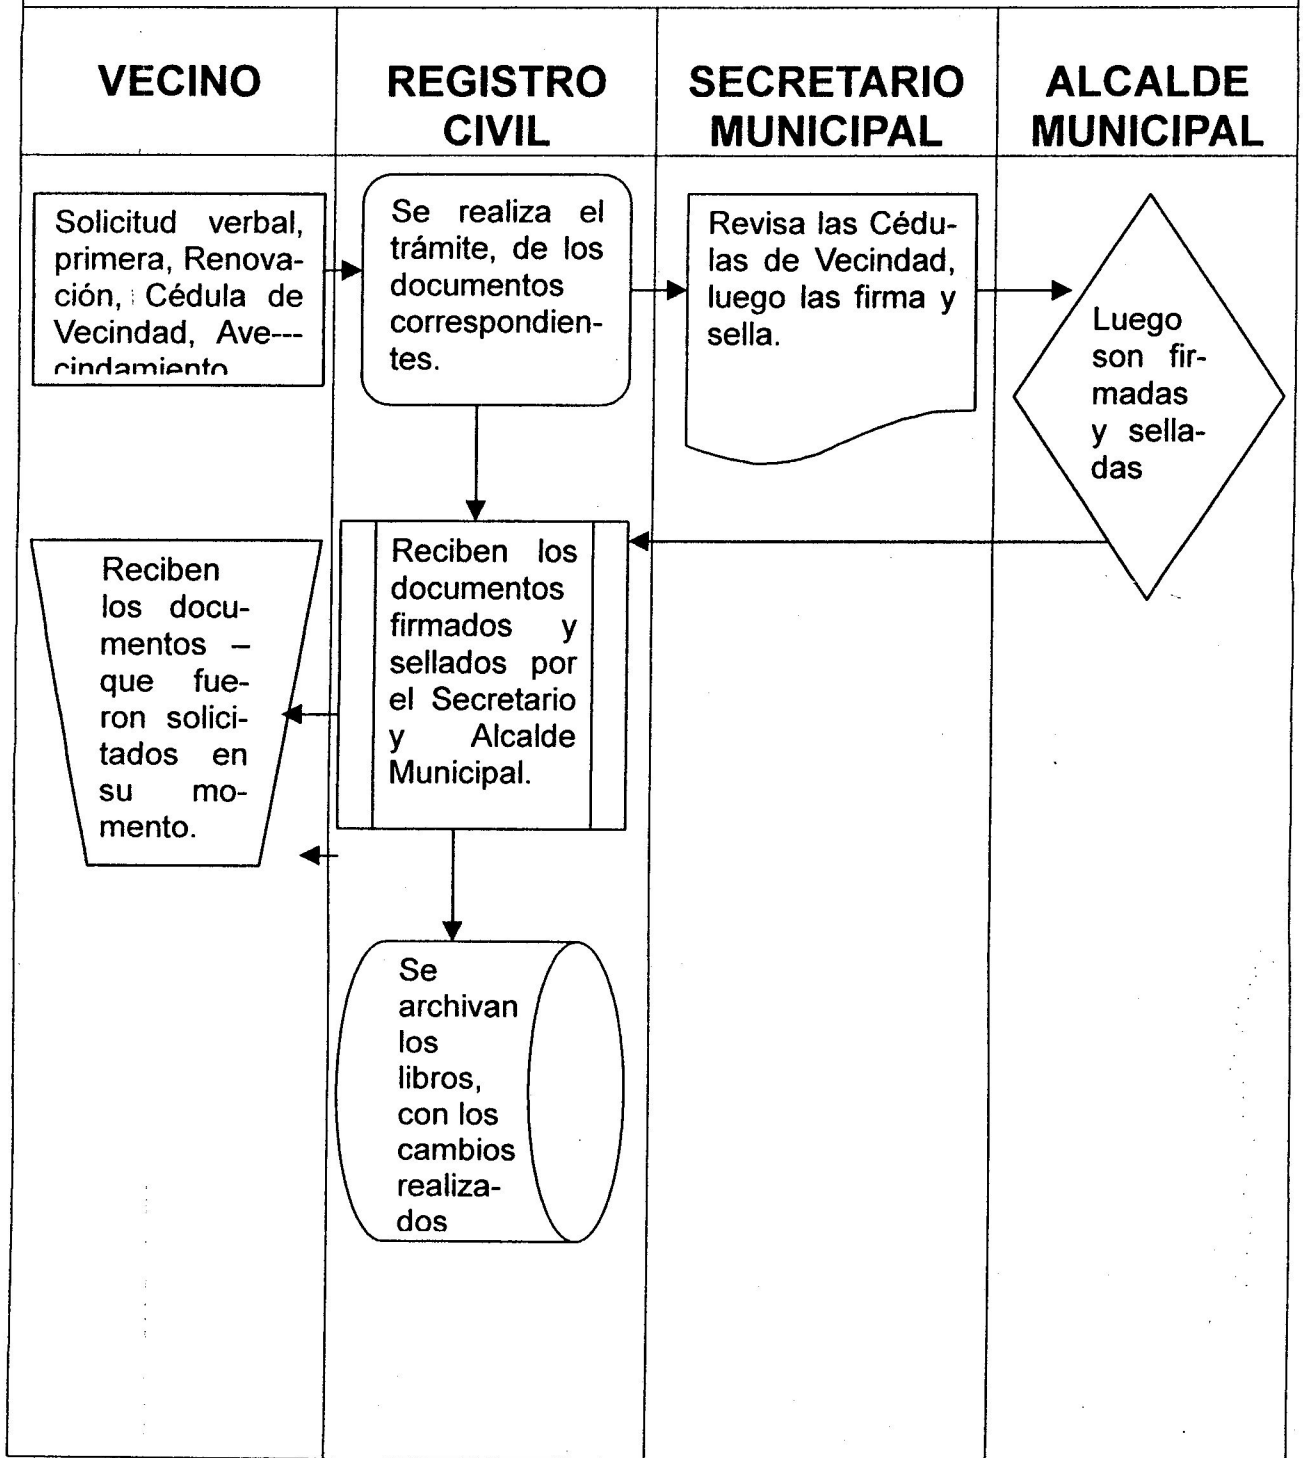 VECINO
REGISTRO
CIVIL
SECRETARIO
MUNICIPAL
ALCALDE
MUNICIPAL
Solicitud verbal,
primera, Renova-
ción, Cédula de
Vecindad, Ave---
cindamiento
Se realiza el
trámite, de los
documentos
correspondien-
tes.
Revisa las Cédu-
las de Vecindad,
luego las firma y
sella.
Luego
son fir-
madas
y sella-
das
Reciben
los docu-
mentos –
que fue-
ron solici-
tados en
su mo-
mento.
Reciben los
documentos
firmados y
sellados por
el Secretario
y Alcalde
Municipal.
Se
archivan
los
libros,
con los
cambios
realiza-
dos